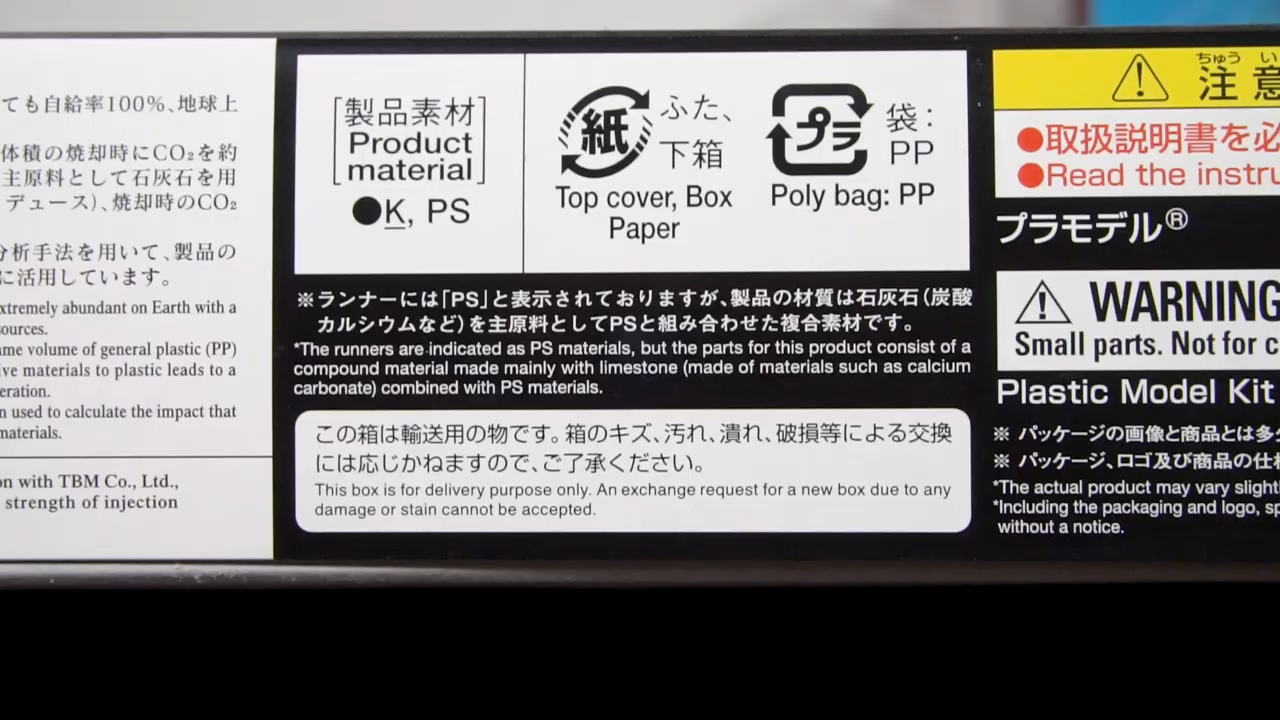 ても自給率100%、地球上
体積の焼却時にCO₂を約
主原料として石灰石を用
デュース)、焼却時のCO₂
分析手法を用いて、製品の
に活用しています。
xtremely abundant on Earth with a
sources.
me volume of general plastic (PP)
ve materials to plastic leads to a
eration.
n used to calculate the impact that
materials.
on with TBM Co., Ltd.,
strength of injection
[製品素材
Product
material]
●K, PS
紙
ふた、
下箱
Top cover, Box
Paper
プラ
袋:
PP
Poly bag: PP
※ランナーには「PS」と表示されておりますが、製品の材質は石灰石(炭酸
カルシウムなど)を主原料としてPSと組み合わせた複合素材です。
*The runners are indicated as PS materials, but the parts for this product consist of a
compound material made mainly with limestone (made of materials such as calcium
carbonate) combined with PS materials.
この箱は輸送用の物です。箱のキズ、汚れ、潰れ、破損等による交換
には応じかねますので、ご了承ください。
This box is for delivery purpose only. An exchange request for a new box due to any
damage or stain cannot be accepted.
ちゅう い
注意
●取扱説明書を必
●Read the instru
プラモデル®
WARNING
Small parts. Not for c
Plastic Model Kit
※ パッケージの画像と商品とは多少
※ パッケージ、ロゴ及び商品の仕様
*The actual product may vary slightl
*Including the packaging and logo, sp
without a notice.